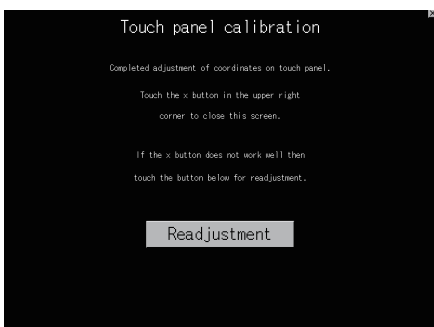 Touch panel calibration
Completed adjustment of coordinates on touch panel.
Touch the × button in the upper right
corner to close this screen.
If the × button does not work well then
touch the button below for readjustment.
Readjustment